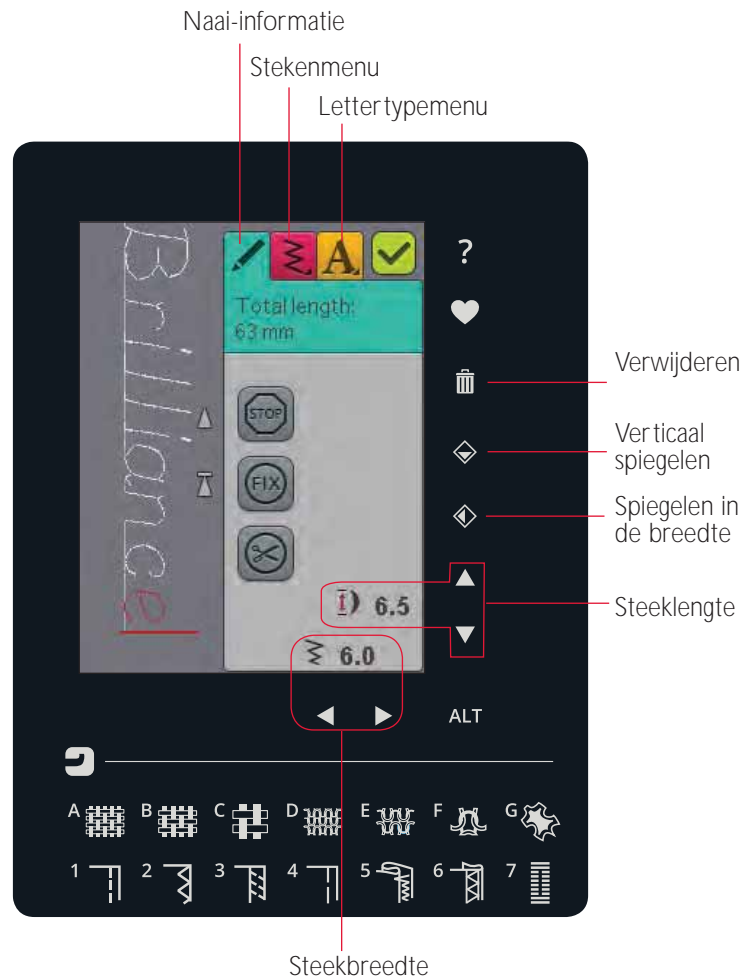 Naai-informatie
Stekenmenu
Lettertypemenu
Brilliance
A
Total length:
63 mm
?
STOP
FIX
Verwijderen
Verticaal
spiegelen
Spiegelen in
de breedte
6.5
Steeklengte
6.0
ALT
A B C D E F G
1 2 3 4 5 6 7
Steekbreedte